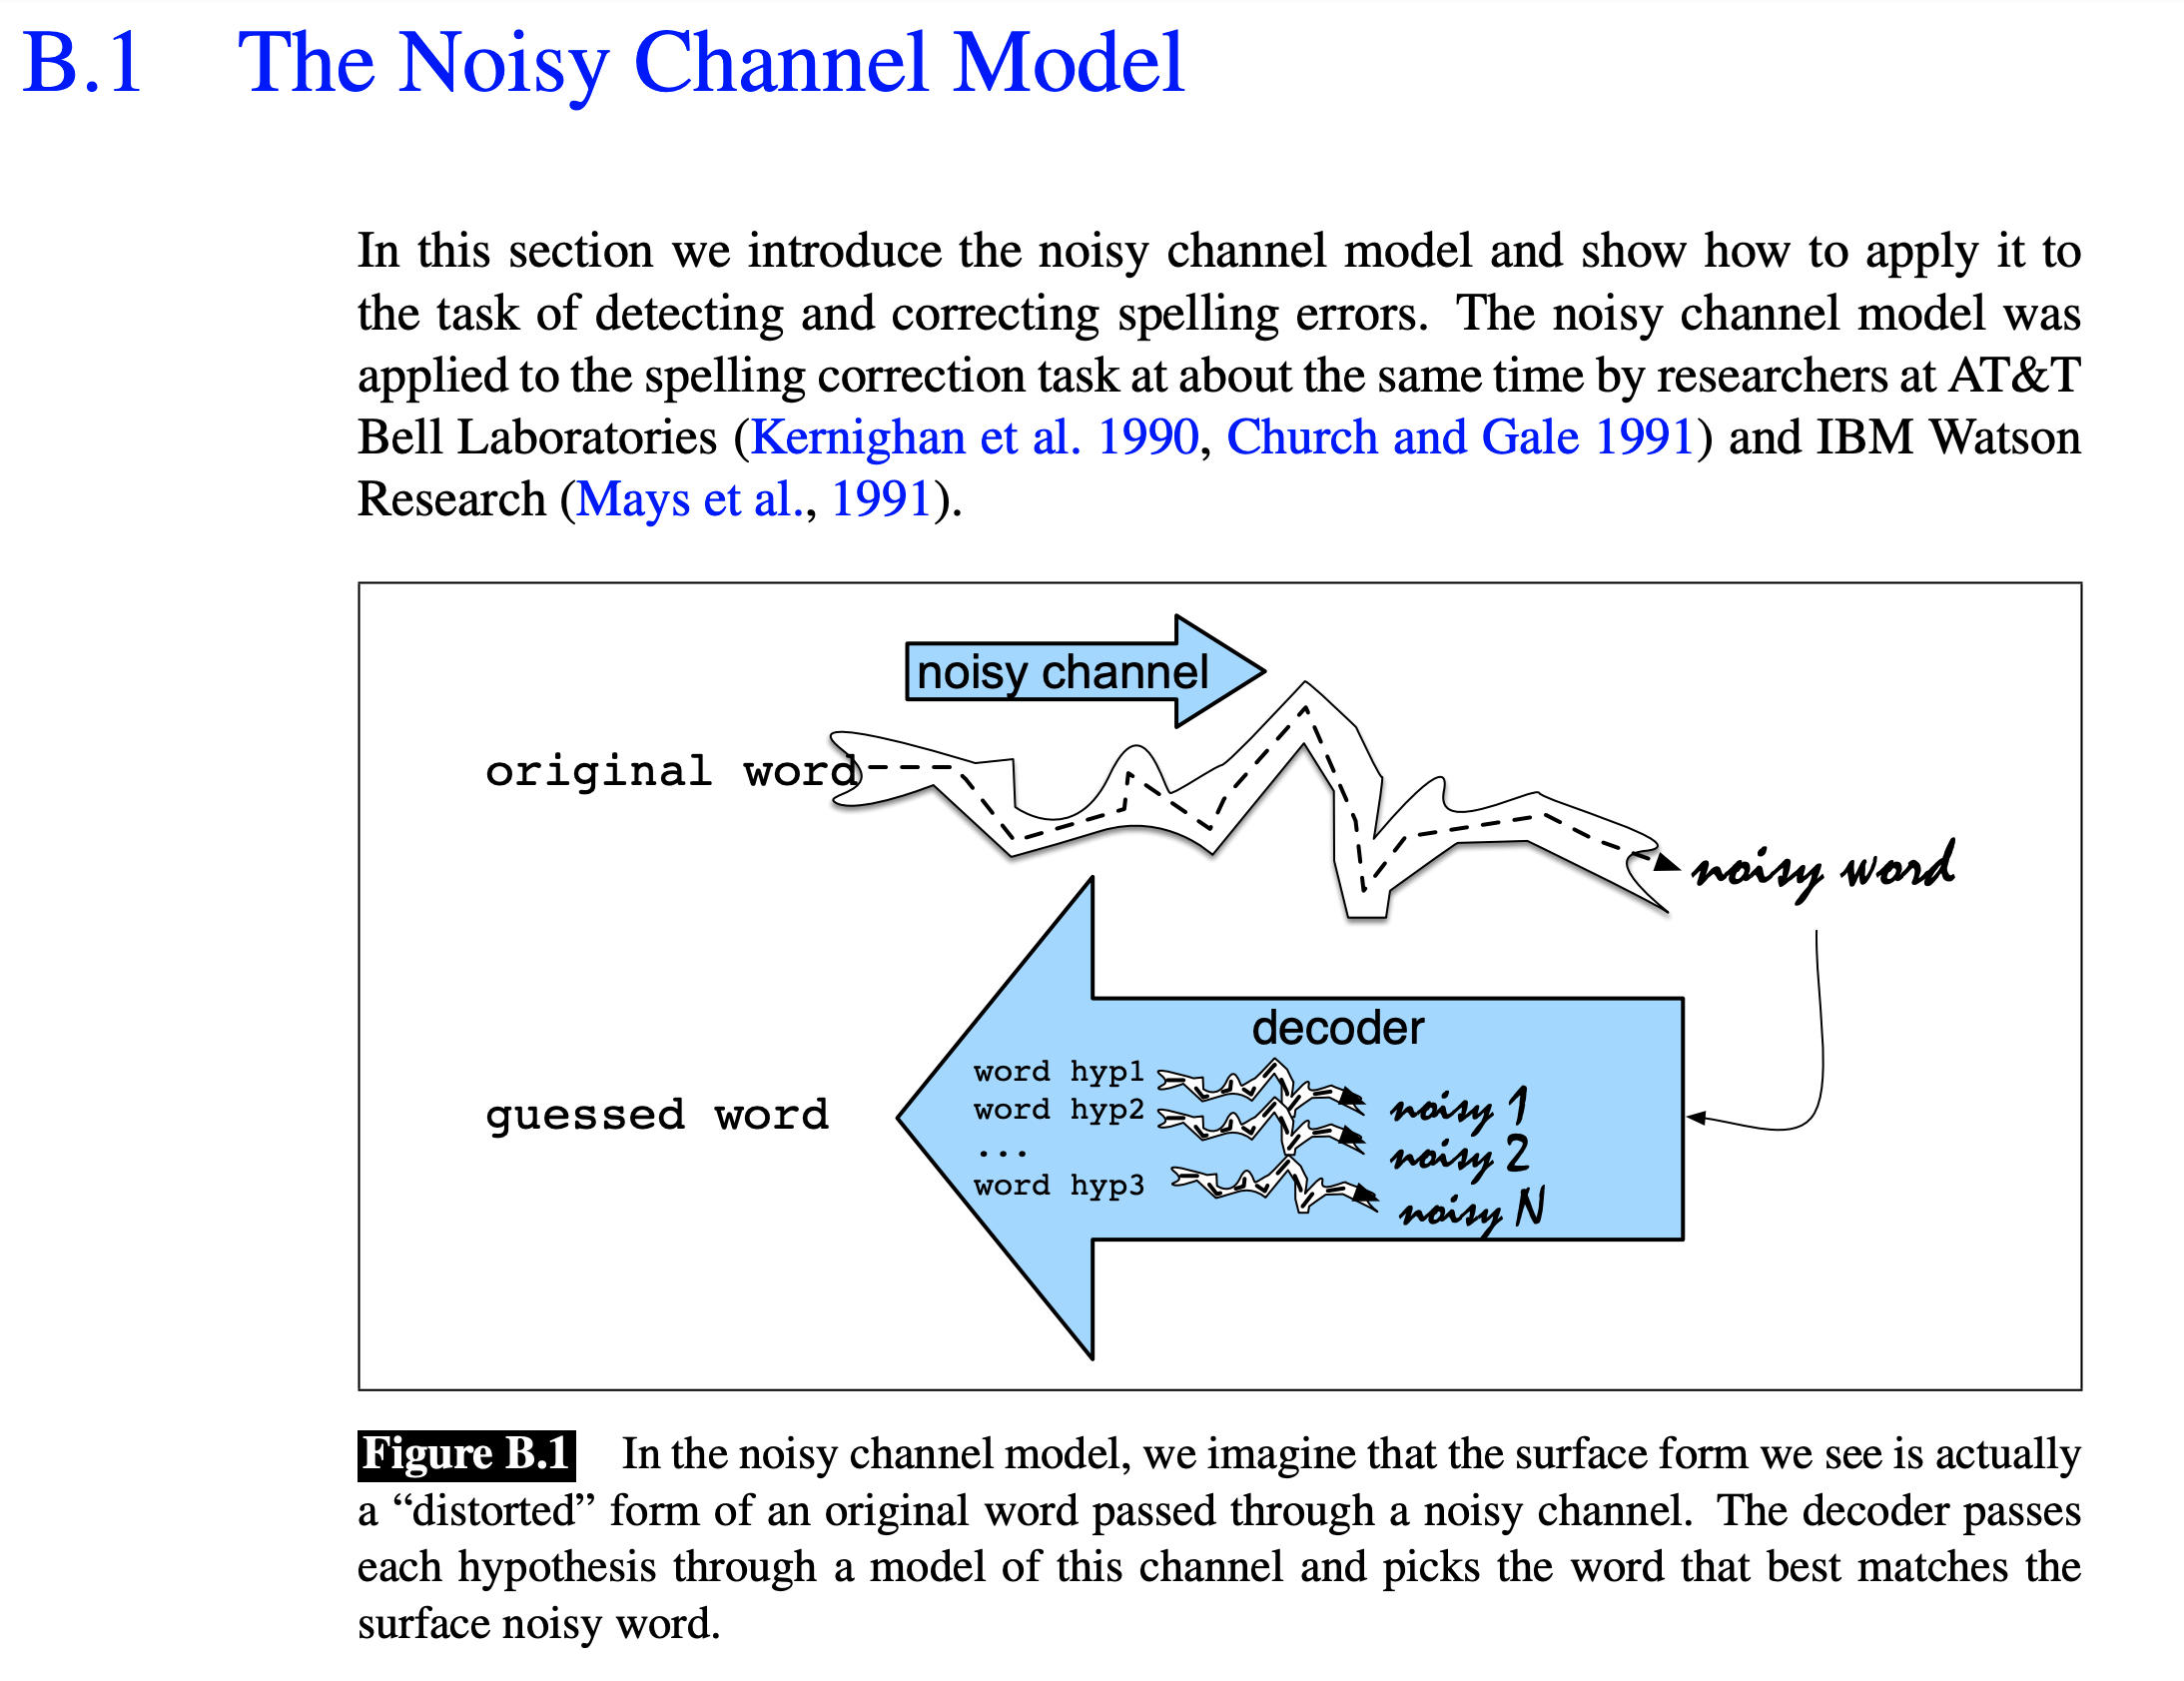 B.1 The Noisy Channel Model
In this section we introduce the noisy channel model and show how to apply it to
the task of detecting and correcting spelling errors. The noisy channel model was
applied to the spelling correction task at about the same time by researchers at AT&T
Bell Laboratories (Kernighan et al. 1990, Church and Gale 1991) and IBM Watson
Research (Mays et al., 1991).
noisy channel
original word
noisy word
decoder
word hyp1
noisy 1
word hyp2
noisy 2
...
word hyp3
noisy N
guessed word
Figure B.1 In the noisy channel model, we imagine that the surface form we see is actually
a “distorted” form of an original word passed through a noisy channel. The decoder passes
each hypothesis through a model of this channel and picks the word that best matches the
surface noisy word.